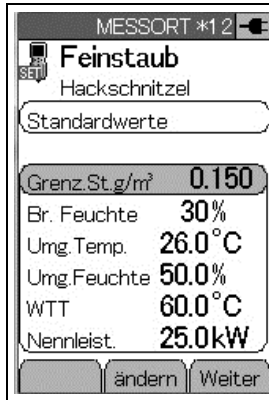 MESSORT *12
SET
Feinstaub
Hackschnitzel
Standardwerte
Grenz.St.g/m³ 0.150
Br. Feuchte 30%
Umg.Temp. 26.0°C
Umg.Feuchte 50.0%
WTT 60.0°C
Nennleist. 25.0kW
ändern Weiter